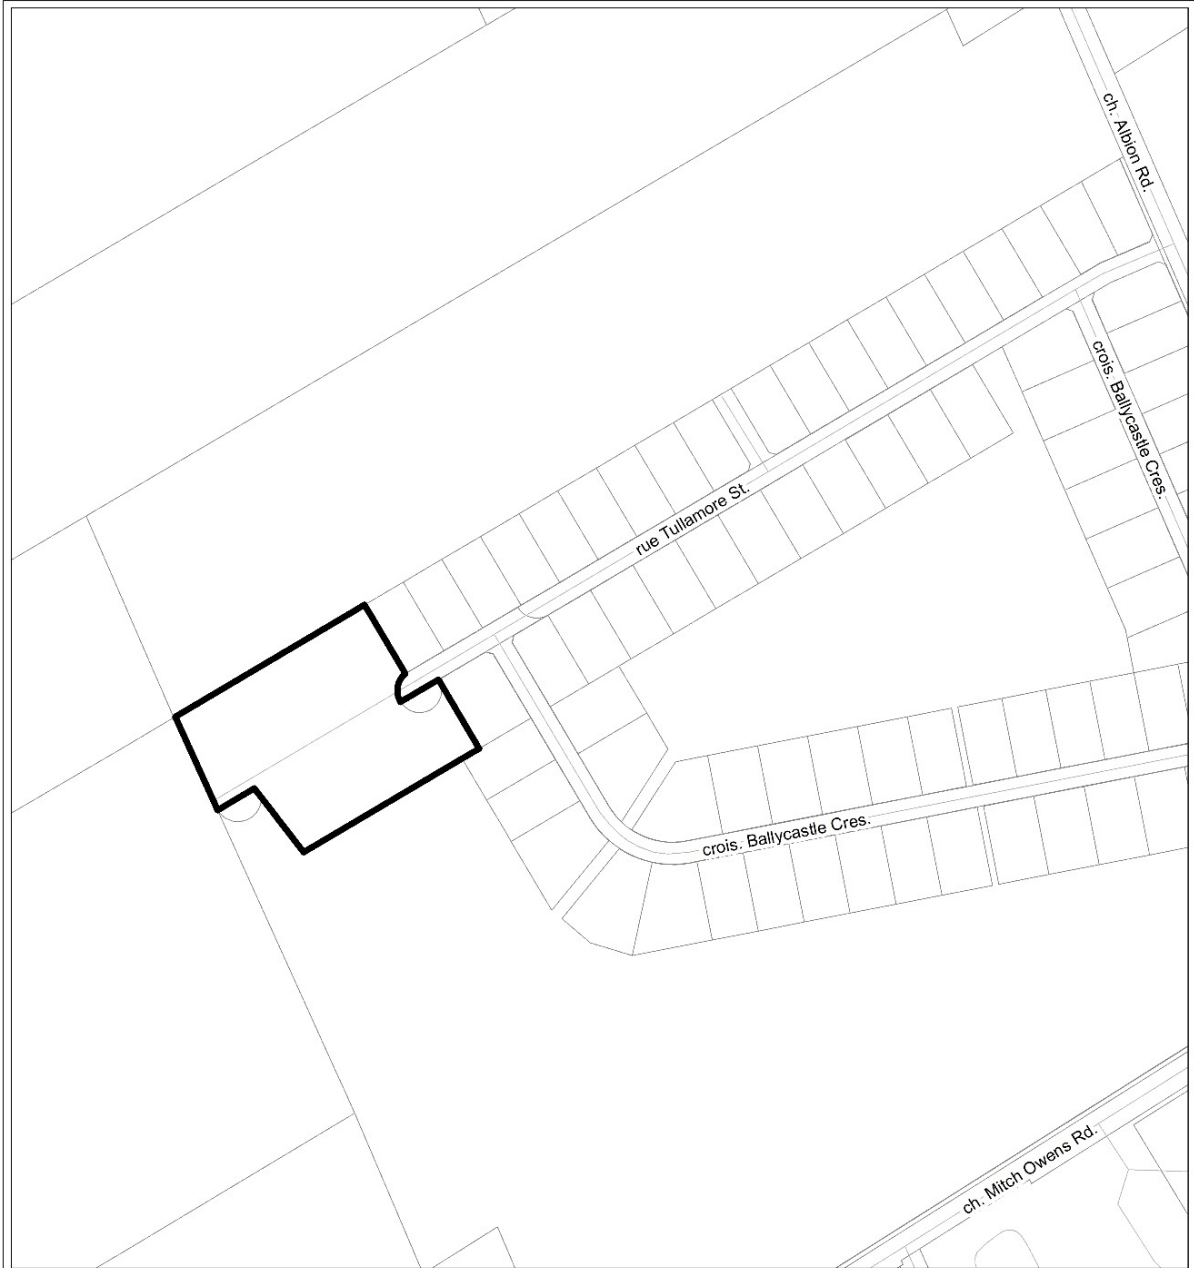 ch. Albion Rd.
crois. Ballycastle Cres.
rue Tullamore St.
crois. Ballycastle Cres.
ch. Mitch Owens Rd.